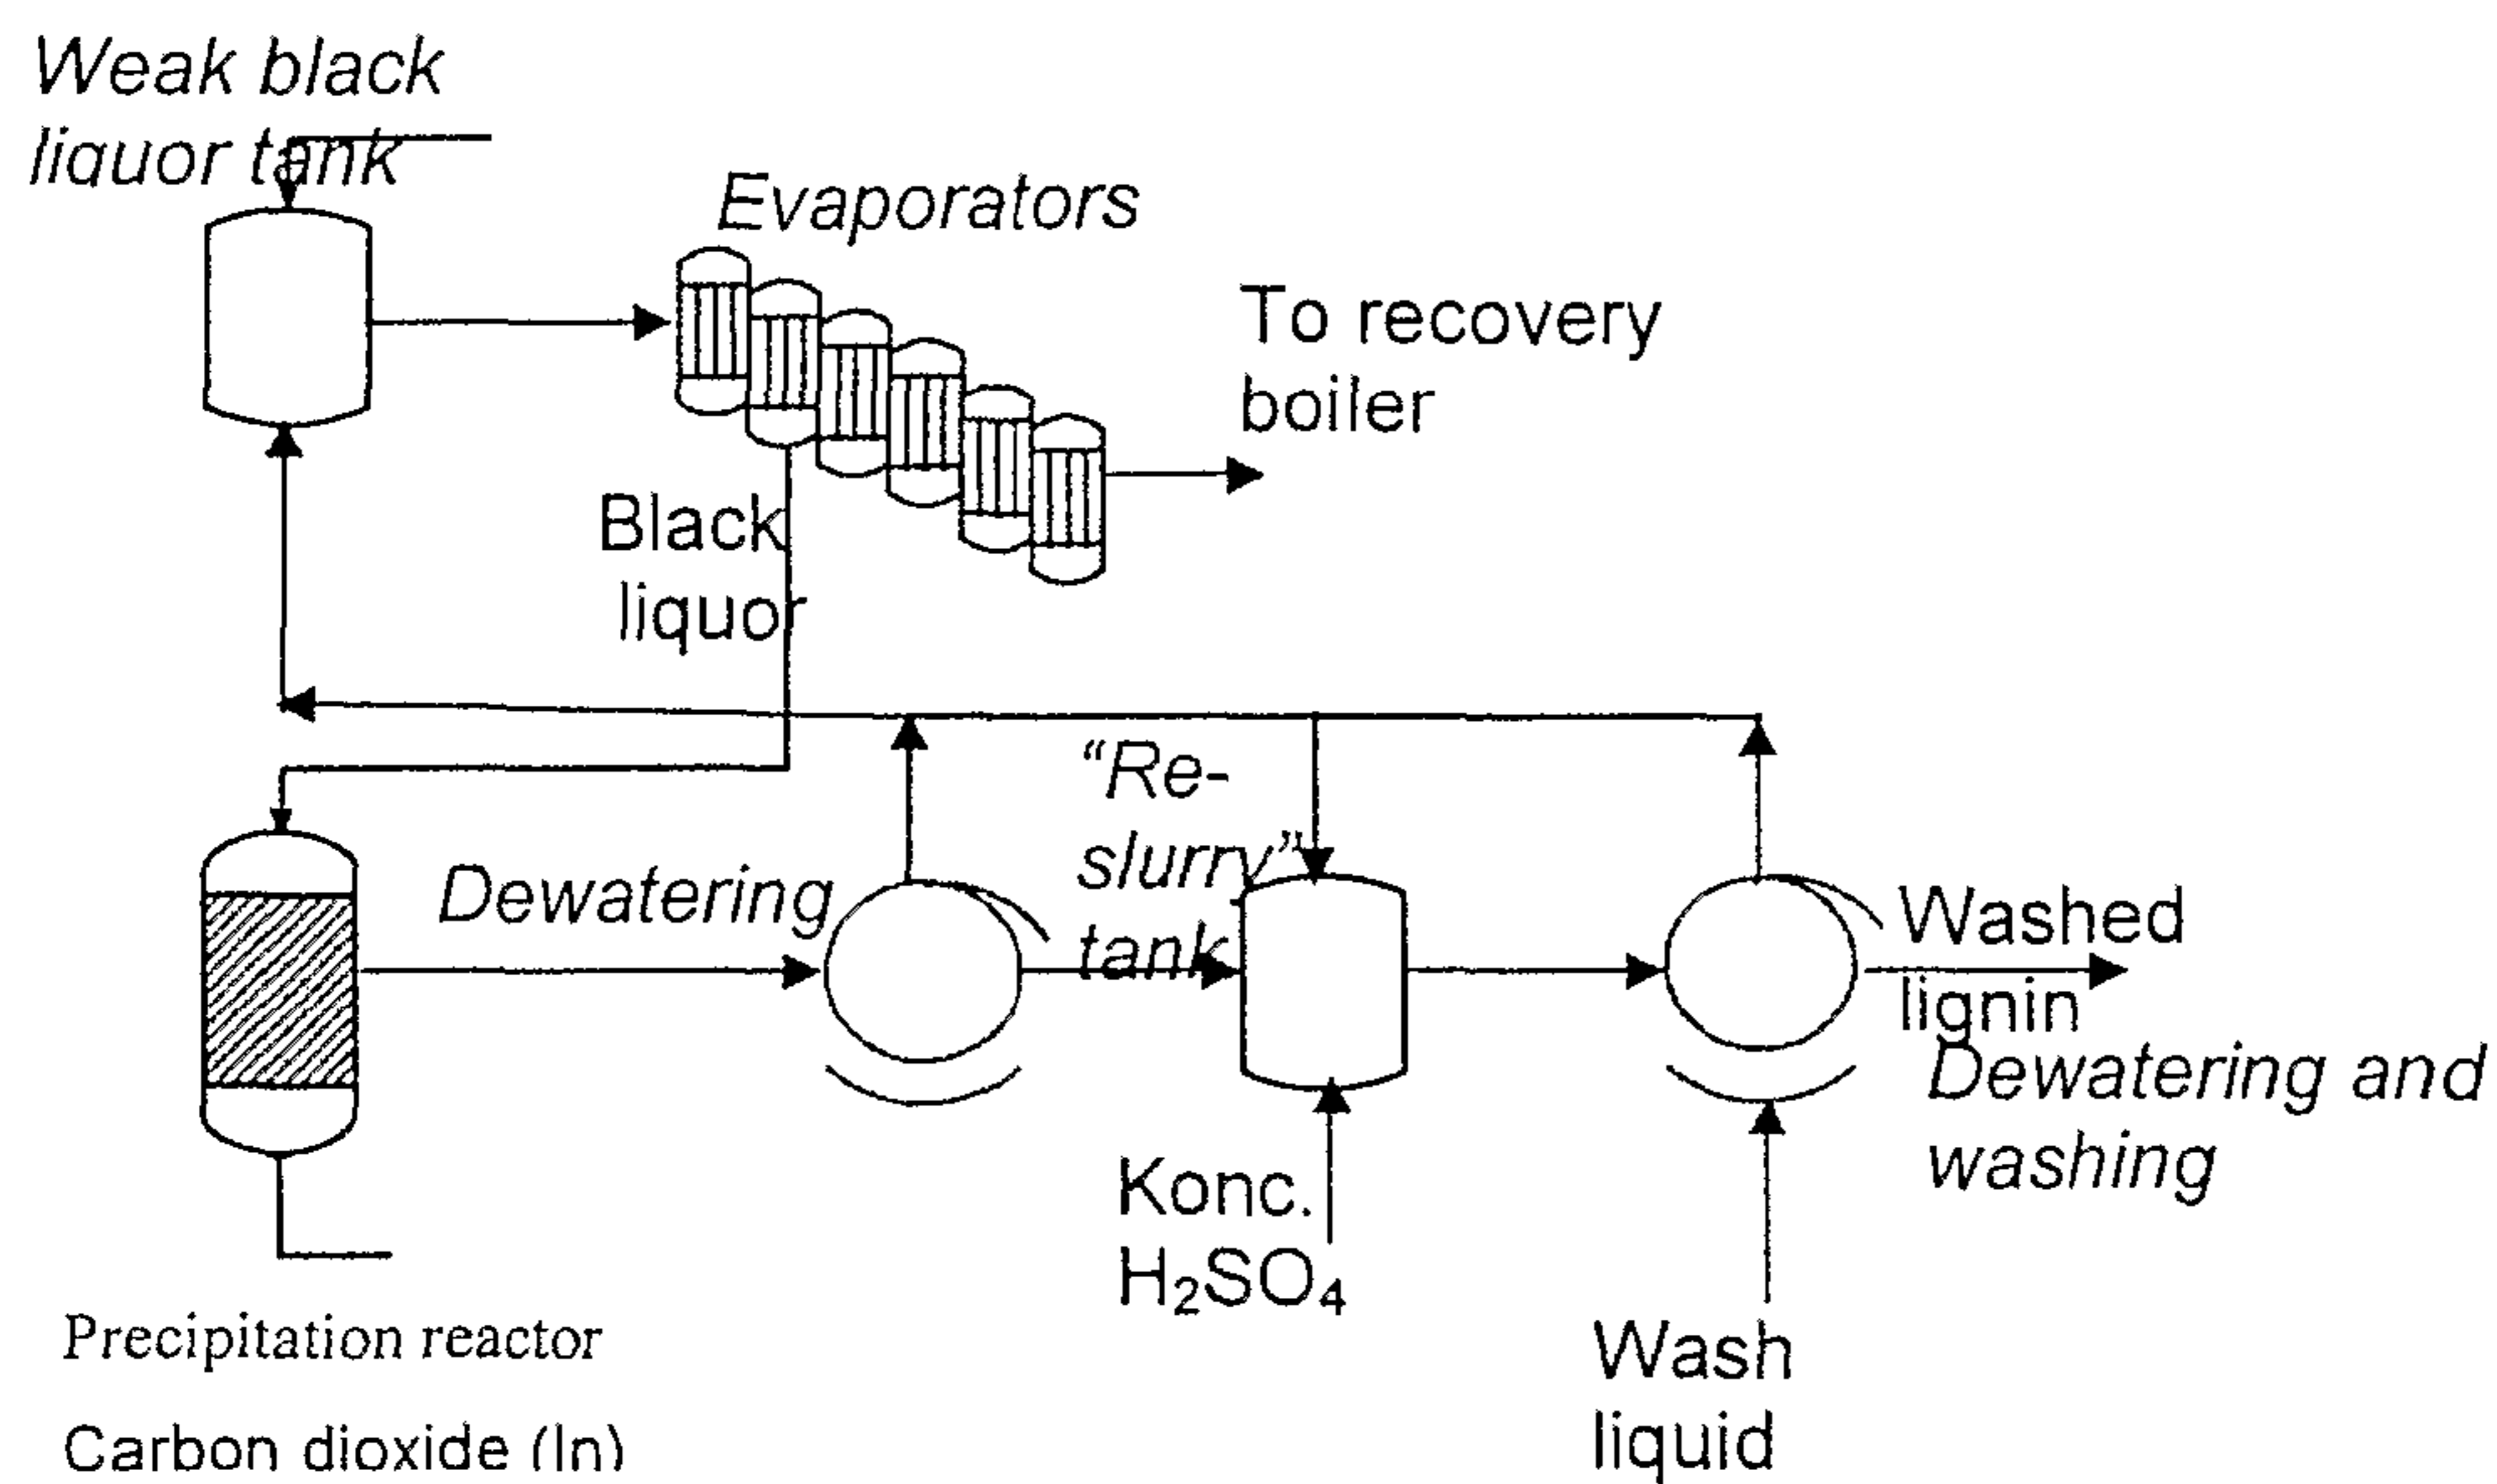 Weak black
liquor tank
Evaporators
To recovery
boiler
Black
liquor
“Re-
slurry”
tank
Dewatering
Washed
lignin
Dewatering and
washing
Konc.
H₂SO₄
Wash
liquid
Precipitation reactor
Carbon dioxide (In)